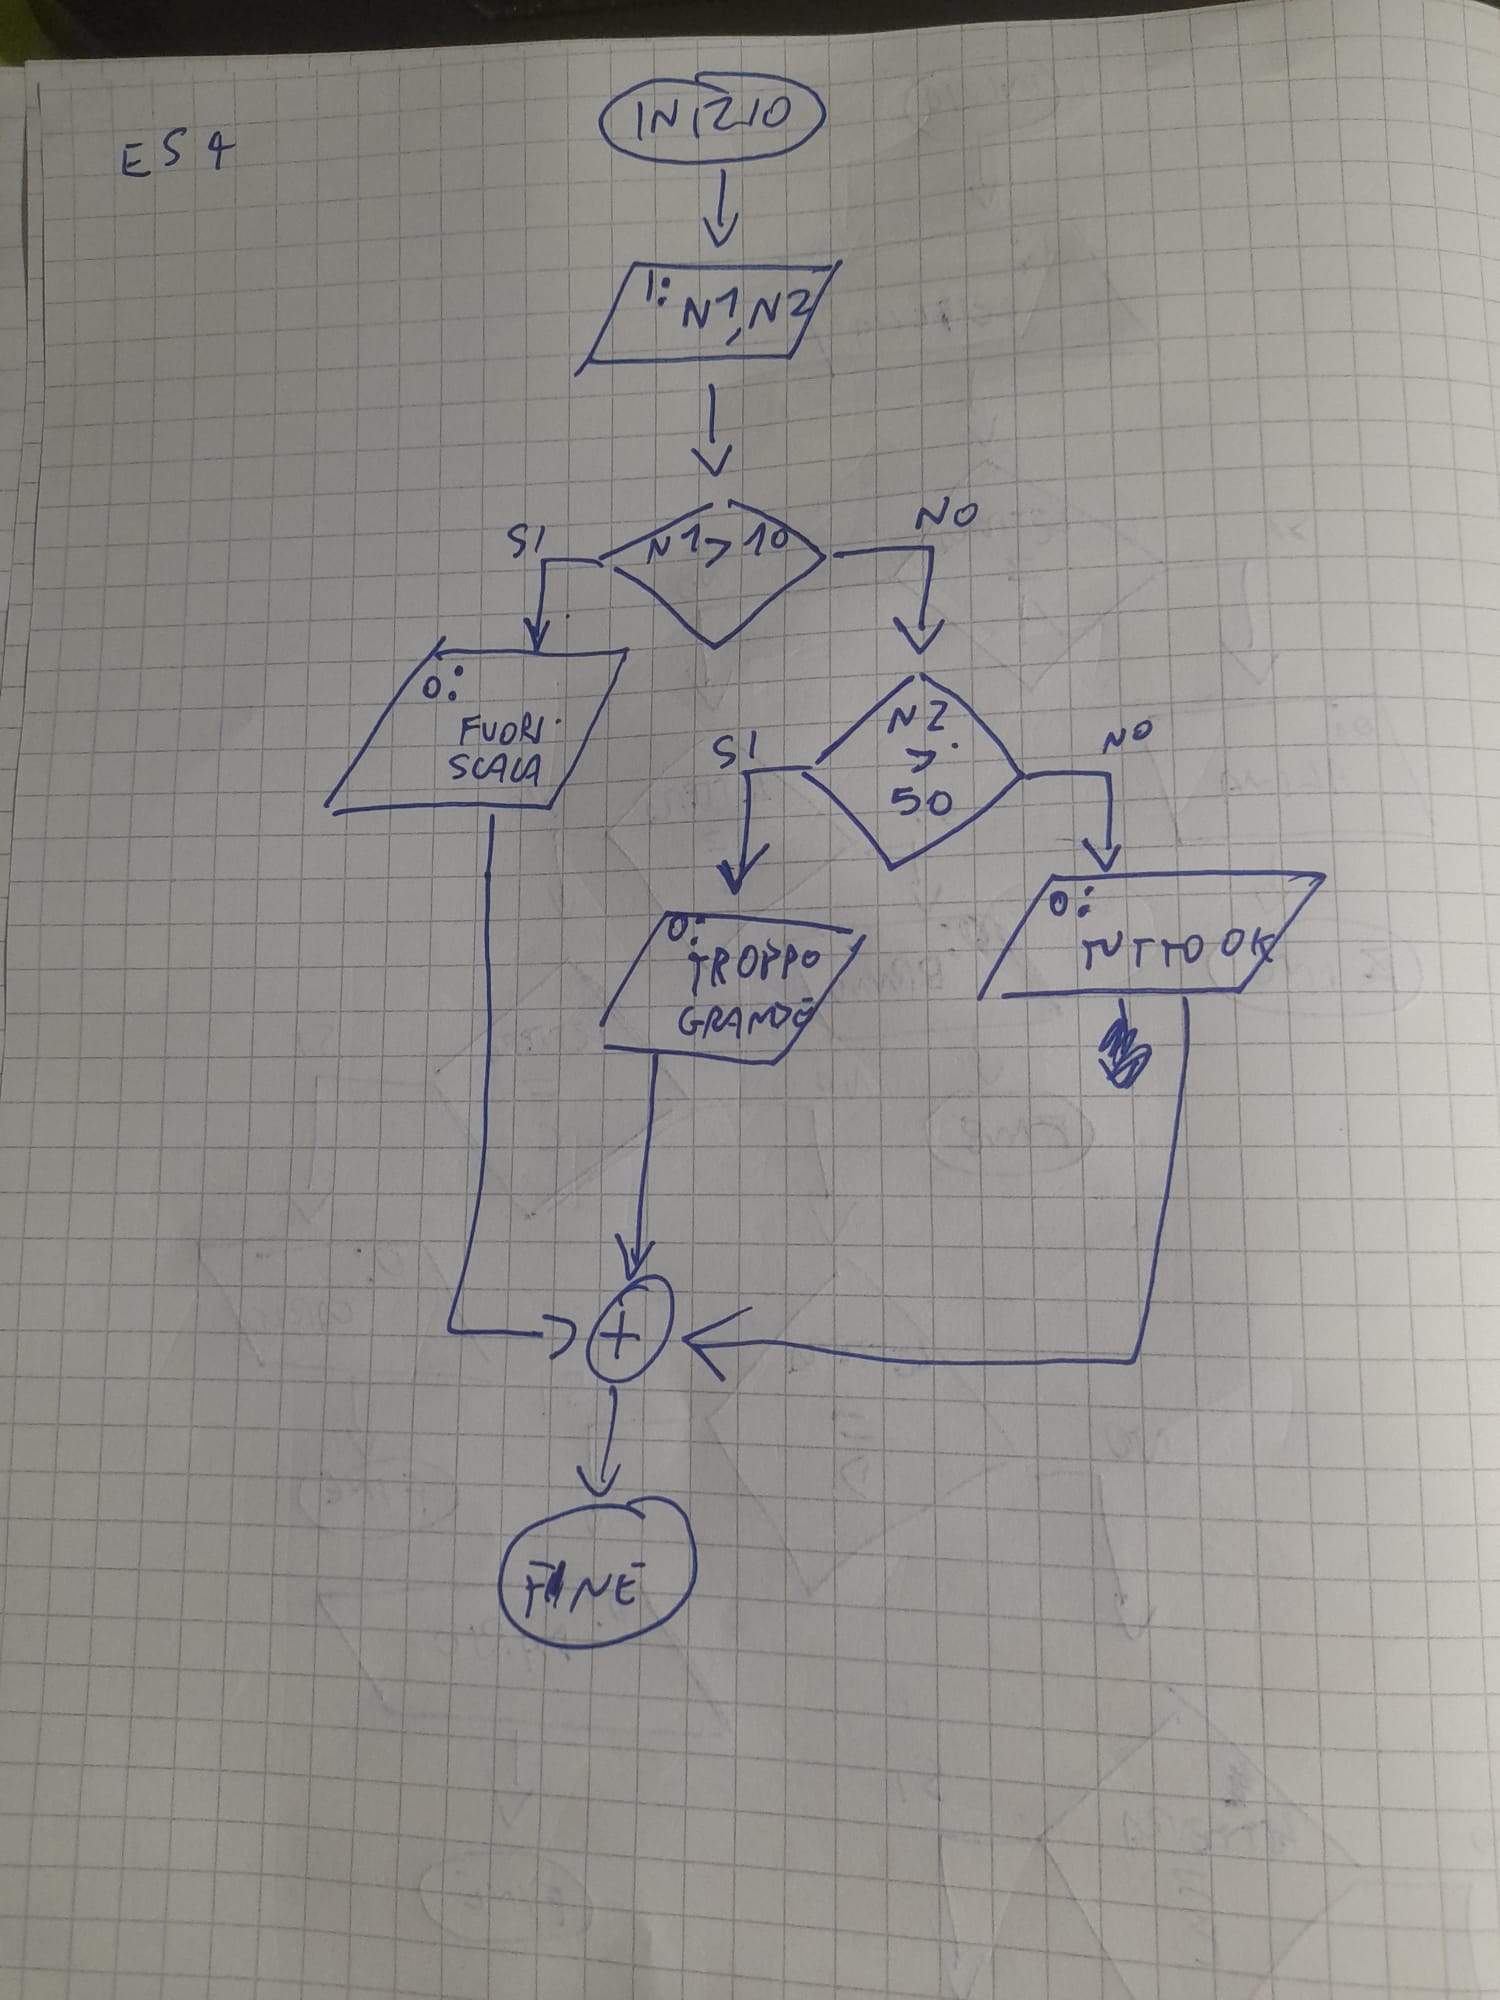 ES 4
INIZIO
I: N1, N2
N1 > 10
SI
NO
O:
FUORI
SCALA
N2
>
50
SI
NO
O:
TROPPO
GRANDE
O:
TUTTO OK
+
FINE